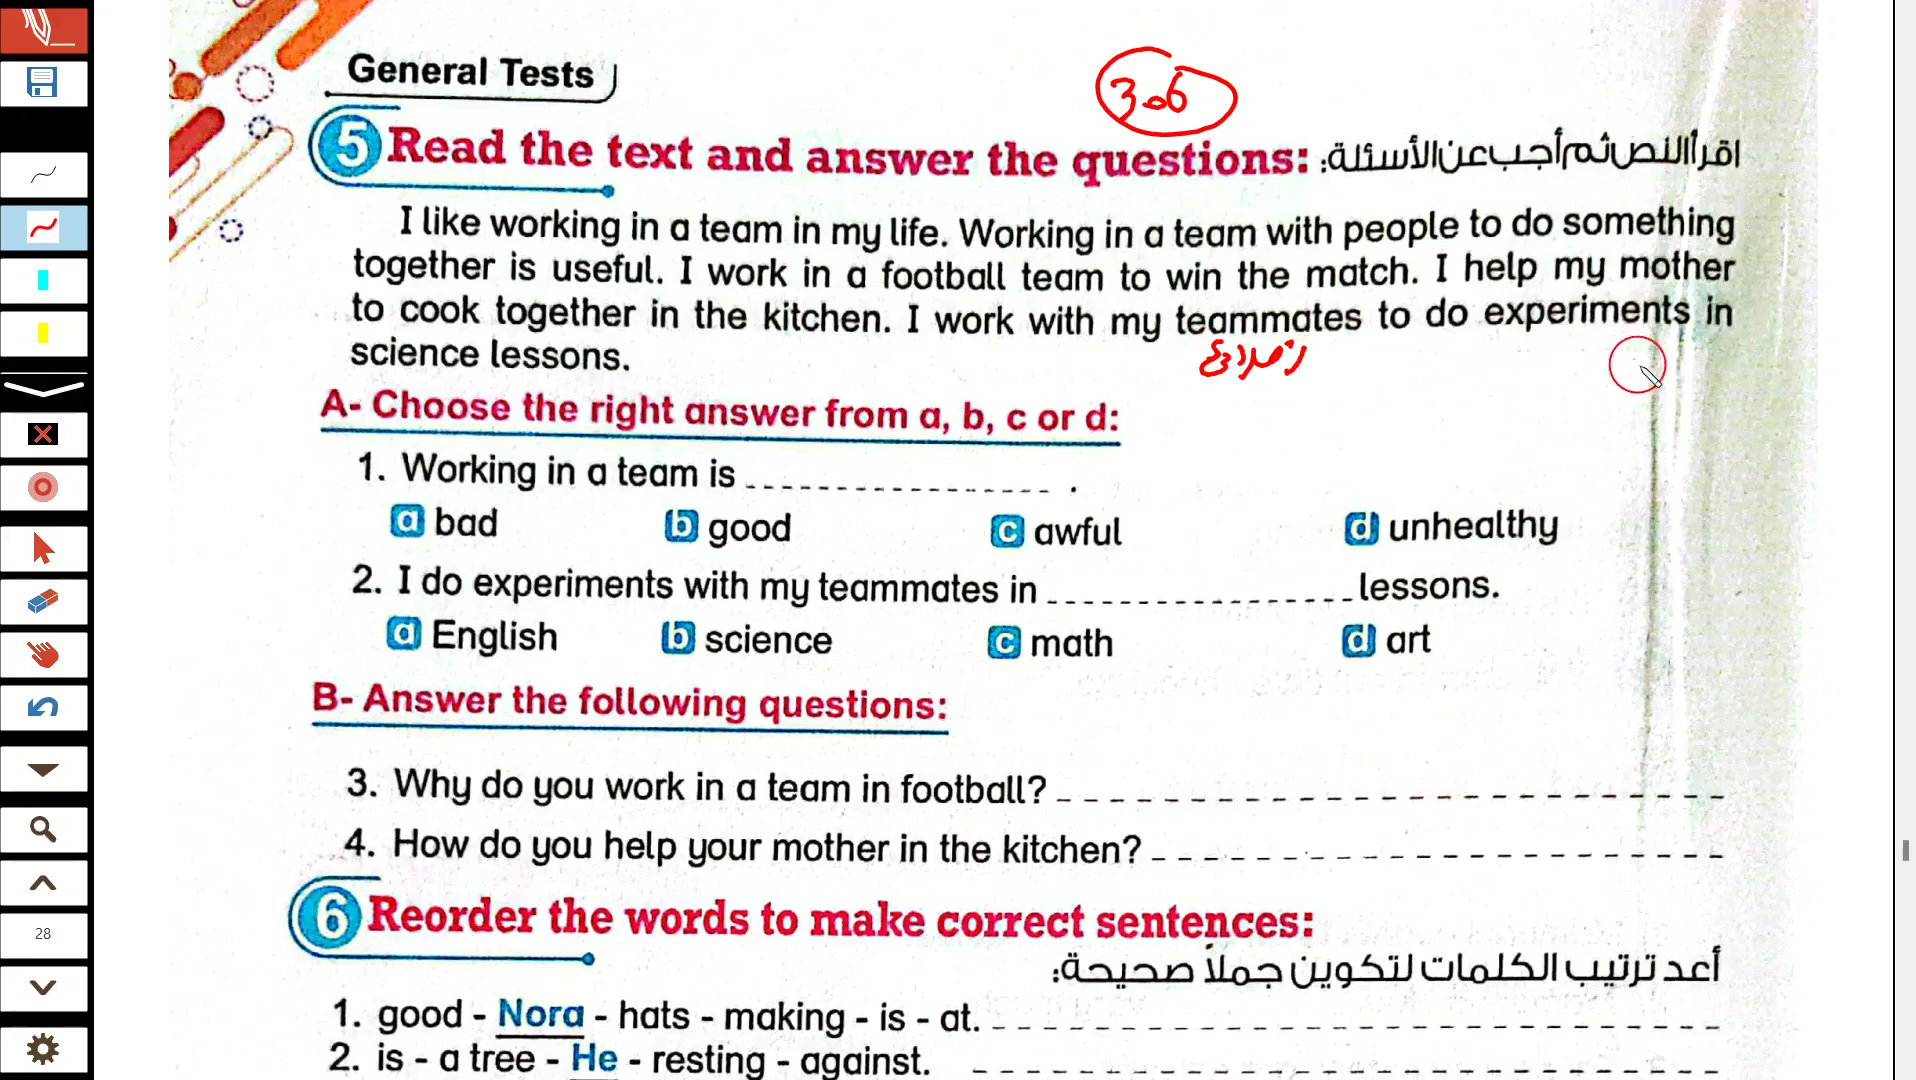 General Tests
306
5 Read the text and answer the questions: اقرأ النص ثم أجب عن الأسئلة:
I like working in a team in my life. Working in a team with people to do something
together is useful. I work in a football team to win the match. I help my mother
to cook together in the kitchen. I work with my teammates to do experiments in
science lessons.
A- Choose the right answer from a, b, c or d:
1. Working in a team is ................. .
a bad b good c awful d unhealthy
2. I do experiments with my teammates in ................. lessons.
a English b science c math d art
B- Answer the following questions:
3. Why do you work in a team in football?
4. How do you help your mother in the kitchen?
6 Reorder the words to make correct sentences:
أعد ترتيب الكلمات لتكوين جملاً صحيحة:
1. good - Nora - hats - making - is - at.
2. is - a tree - He - resting - against.
28